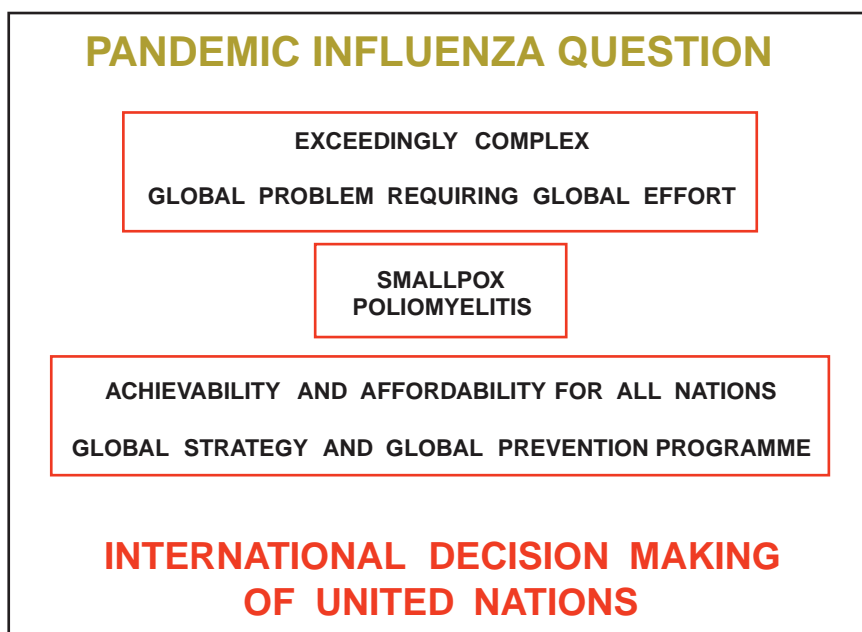 PANDEMIC INFLUENZA QUESTION
EXCEEDINGLY COMPLEX
GLOBAL PROBLEM REQUIRING GLOBAL EFFORT
SMALLPOX
POLIOMYELITIS
ACHIEVABILITY AND AFFORDABILITY FOR ALL NATIONS
GLOBAL STRATEGY AND GLOBAL PREVENTION PROGRAMME
INTERNATIONAL DECISION MAKING
OF UNITED NATIONS